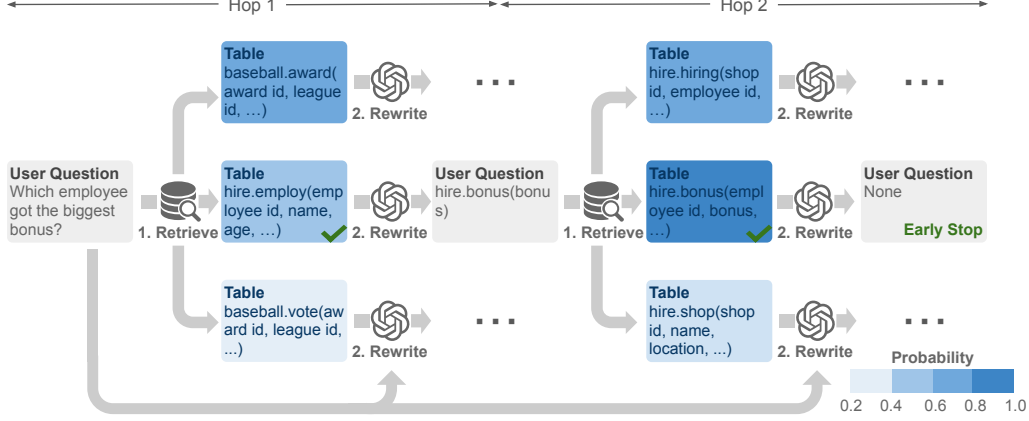 Hop 1
Hop 2
Table
baseball.award(
award id, league
id, ...)
2. Rewrite
...
Table
hire.hiring(shop
id, employee id,
...)
2. Rewrite
...
User Question
Which employee
got the biggest
bonus?
1. Retrieve
Table
hire.employ(emp
loyee id, name,
age, ...)
2. Rewrite
User Question
hire.bonus(bonu
s)
1. Retrieve
Table
hire.bonus(empl
oyee id, bonus,
...)
2. Rewrite
User Question
None
Early Stop
Table
baseball.vote(aw
ard id, league id,
...)
2. Rewrite
...
Table
hire.shop(shop
id, name,
location, ...)
2. Rewrite
...
Probability
0.2 0.4 0.6 0.8 1.0